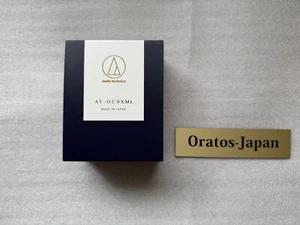 audio-technica
AT-OC9XML
MADE IN JAPAN
Oratos-Japan